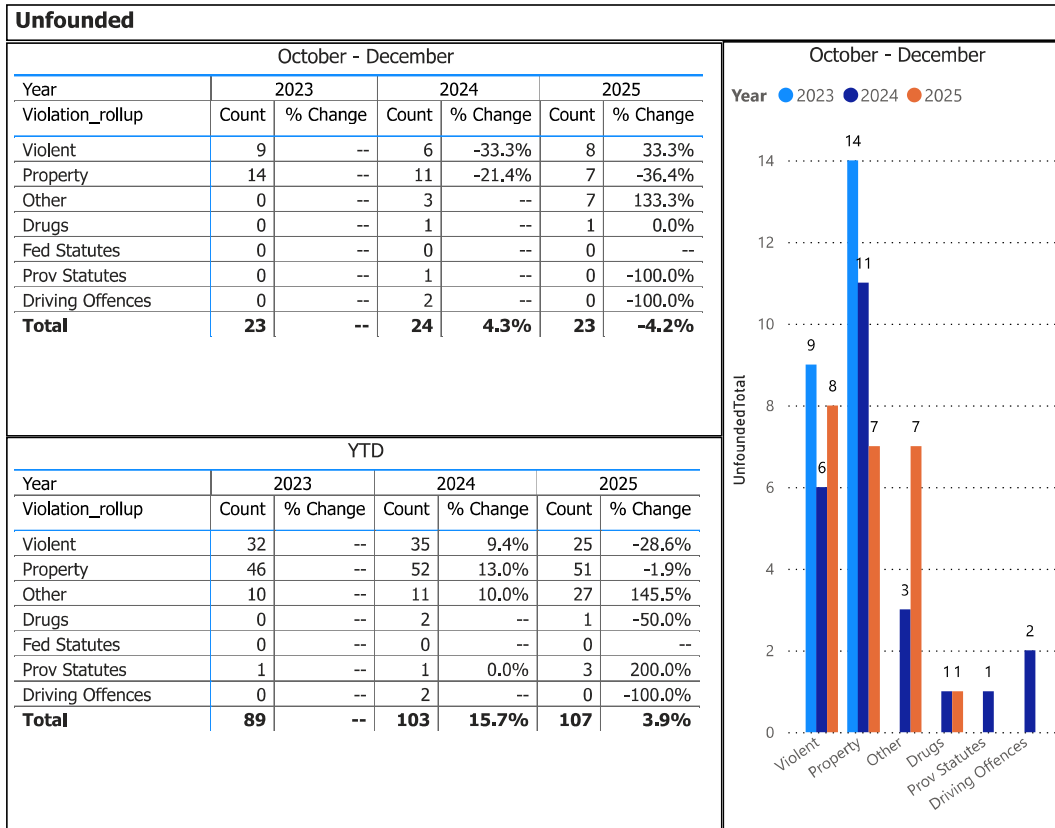 Unfounded
October - December
Year 2023 2024 2025
Violation_rollup Count % Change Count % Change Count % Change
Violent 9 -- 6 -33.3% 8 33.3%
Property 14 -- 11 -21.4% 7 -36.4%
Other 0 -- 3 -- 7 133.3%
Drugs 0 -- 1 -- 1 0.0%
Fed Statutes 0 -- 0 -- 0 --
Prov Statutes 0 -- 1 -- 0 -100.0%
Driving Offences 0 -- 2 -- 0 -100.0%
Total 23 -- 24 4.3% 23 -4.2%
YTD
Year 2023 2024 2025
Violation_rollup Count % Change Count % Change Count % Change
Violent 32 -- 35 9.4% 25 -28.6%
Property 46 -- 52 13.0% 51 -1.9%
Other 10 -- 11 10.0% 27 145.5%
Drugs 0 -- 2 -- 1 -50.0%
Fed Statutes 0 -- 0 -- 0 --
Prov Statutes 1 -- 1 0.0% 3 200.0%
Driving Offences 0 -- 2 -- 0 -100.0%
Total 89 -- 103 15.7% 107 3.9%
October - December
Year 2023 2024 2025
UnfoundedTotal
14
12
10
8
6
4
2
0
9 6 8
14 11 7
3 7
1 1
1
2
Violent
Property
Other
Drugs
Prov Statutes
Driving Offences